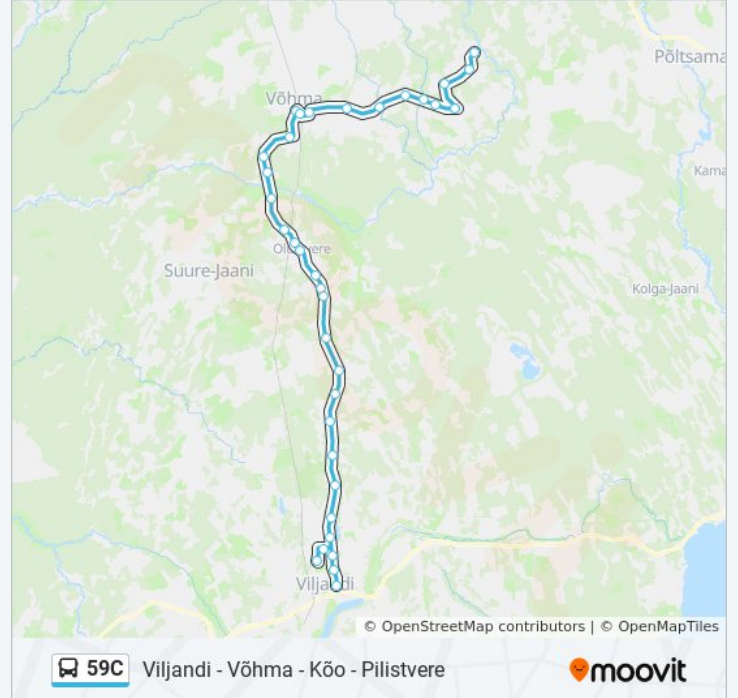 Põltsama
Võhma
Kama
Olustvere
Suure-Jaani
Kolga-Jaani
Viljandi
© OpenStreetMap contributors | © OpenMapTiles
59C Viljandi - Võhma - Kõo - Pilistvere
moovit